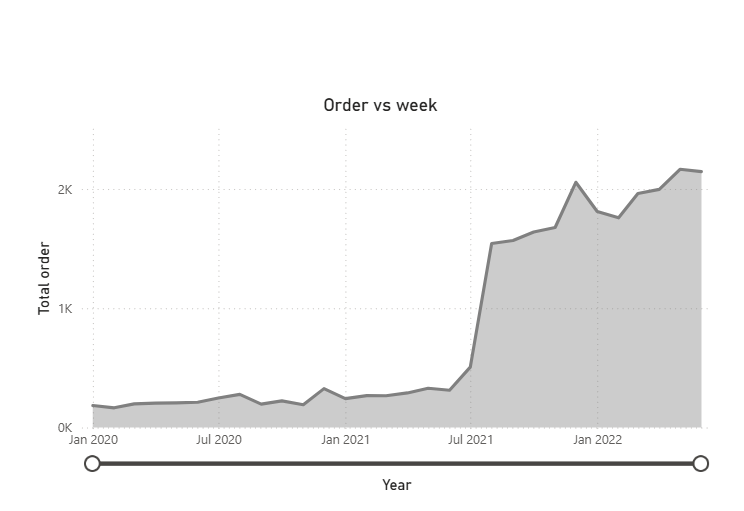 Order vs week
Total order
2K
1K
0K
Jan 2020 Jul 2020 Jan 2021 Jul 2021 Jan 2022
Year